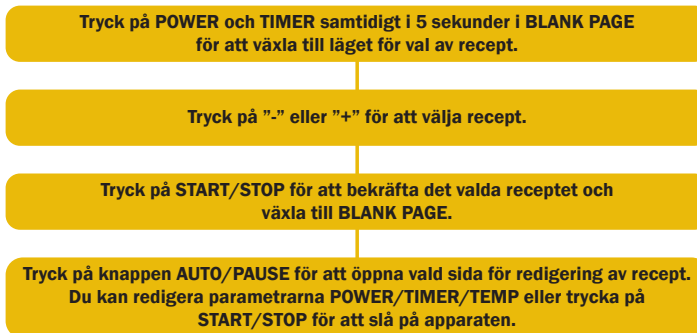 Tryck på POWER och TIMER samtidigt i 5 sekunder i BLANK PAGE
för att växla till läget för val av recept.
Tryck på ”-” eller ”+” för att välja recept.
Tryck på START/STOP för att bekräfta det valda receptet och
växla till BLANK PAGE.
Tryck på knappen AUTO/PAUSE för att öppna vald sida för redigering av recept.
Du kan redigera parametrarna POWER/TIMER/TEMP eller trycka på
START/STOP för att slå på apparaten.